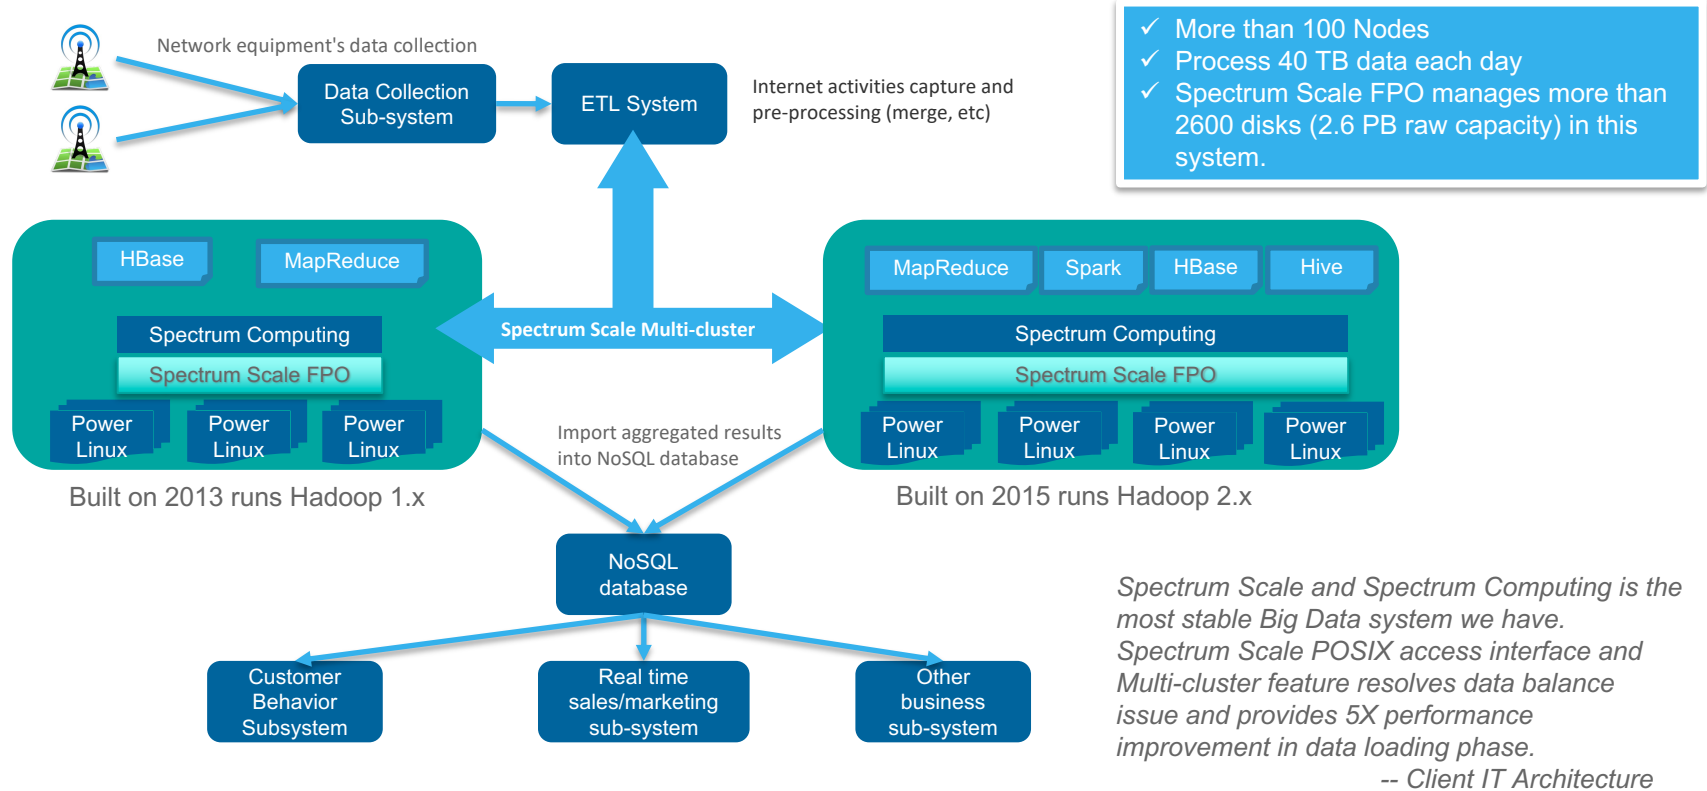 Network equipment's data collection
Data Collection
Sub-system
ETL System
Internet activities capture and
pre-processing (merge, etc)
✓ More than 100 Nodes
✓ Process 40 TB data each day
✓ Spectrum Scale FPO manages more than
2600 disks (2.6 PB raw capacity) in this
system.
HBase
MapReduce
Spectrum Computing
Spectrum Scale FPO
Power
Linux
Power
Linux
Power
Linux
Built on 2013 runs Hadoop 1.x
Spectrum Scale Multi-cluster
MapReduce
Spark
HBase
Hive
Spectrum Computing
Spectrum Scale FPO
Power
Linux
Power
Linux
Power
Linux
Power
Linux
Built on 2015 runs Hadoop 2.x
Import aggregated results
into NoSQL database
NoSQL
database
Customer
Behavior
Subsystem
Real time
sales/marketing
sub-system
Other
business
sub-system
Spectrum Scale and Spectrum Computing is the
most stable Big Data system we have.
Spectrum Scale POSIX access interface and
Multi-cluster feature resolves data balance
issue and provides 5X performance
improvement in data loading phase.
-- Client IT Architecture